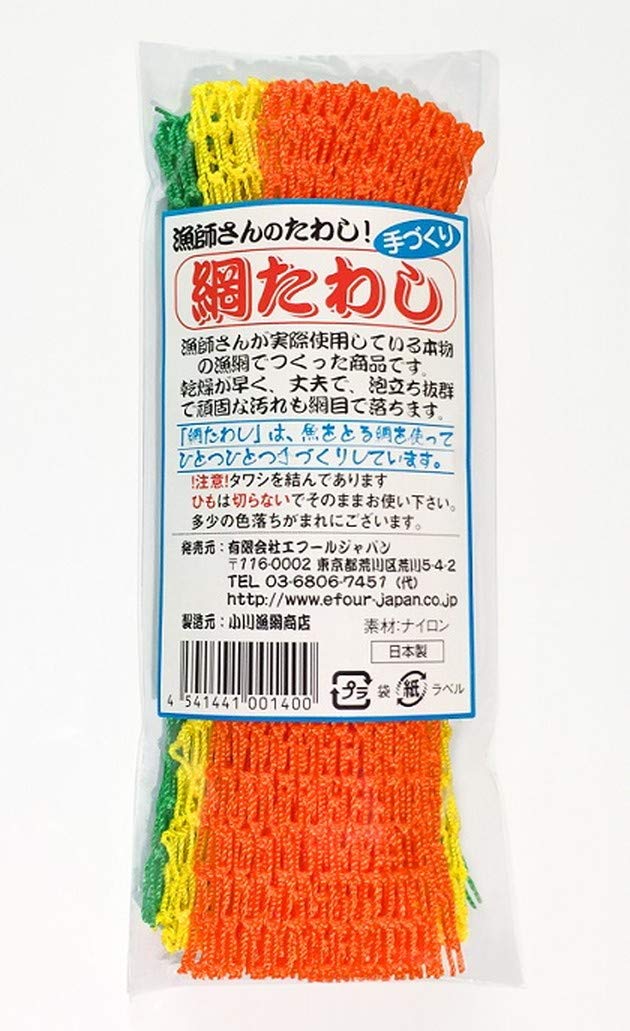 漁師さんのたわし!
手づくり
網たわし
漁師さんが実際使用している本物
の漁網でつくった商品です。
乾燥が早く、丈夫で、泡立ち抜群
で頑固な汚れも網目で落ちます。
「網たわし」は、魚をとる網を使って
ひとつひとつ手づくりしています。
!注意!タワシを結んであります
ひもは切らないでそのままお使い下さい。
多少の色落ちがまれにございます。
発売元:有限会社エフールジャパン
〒116-0002 東京都荒川区荒川5-4-2
TEL 03-6806-7451(代)
http://www.efour-japan.co.jp
製造元:小川漁網商店
素材:ナイロン
日本製
4 541441 001400
プラ 袋 紙 ラベル